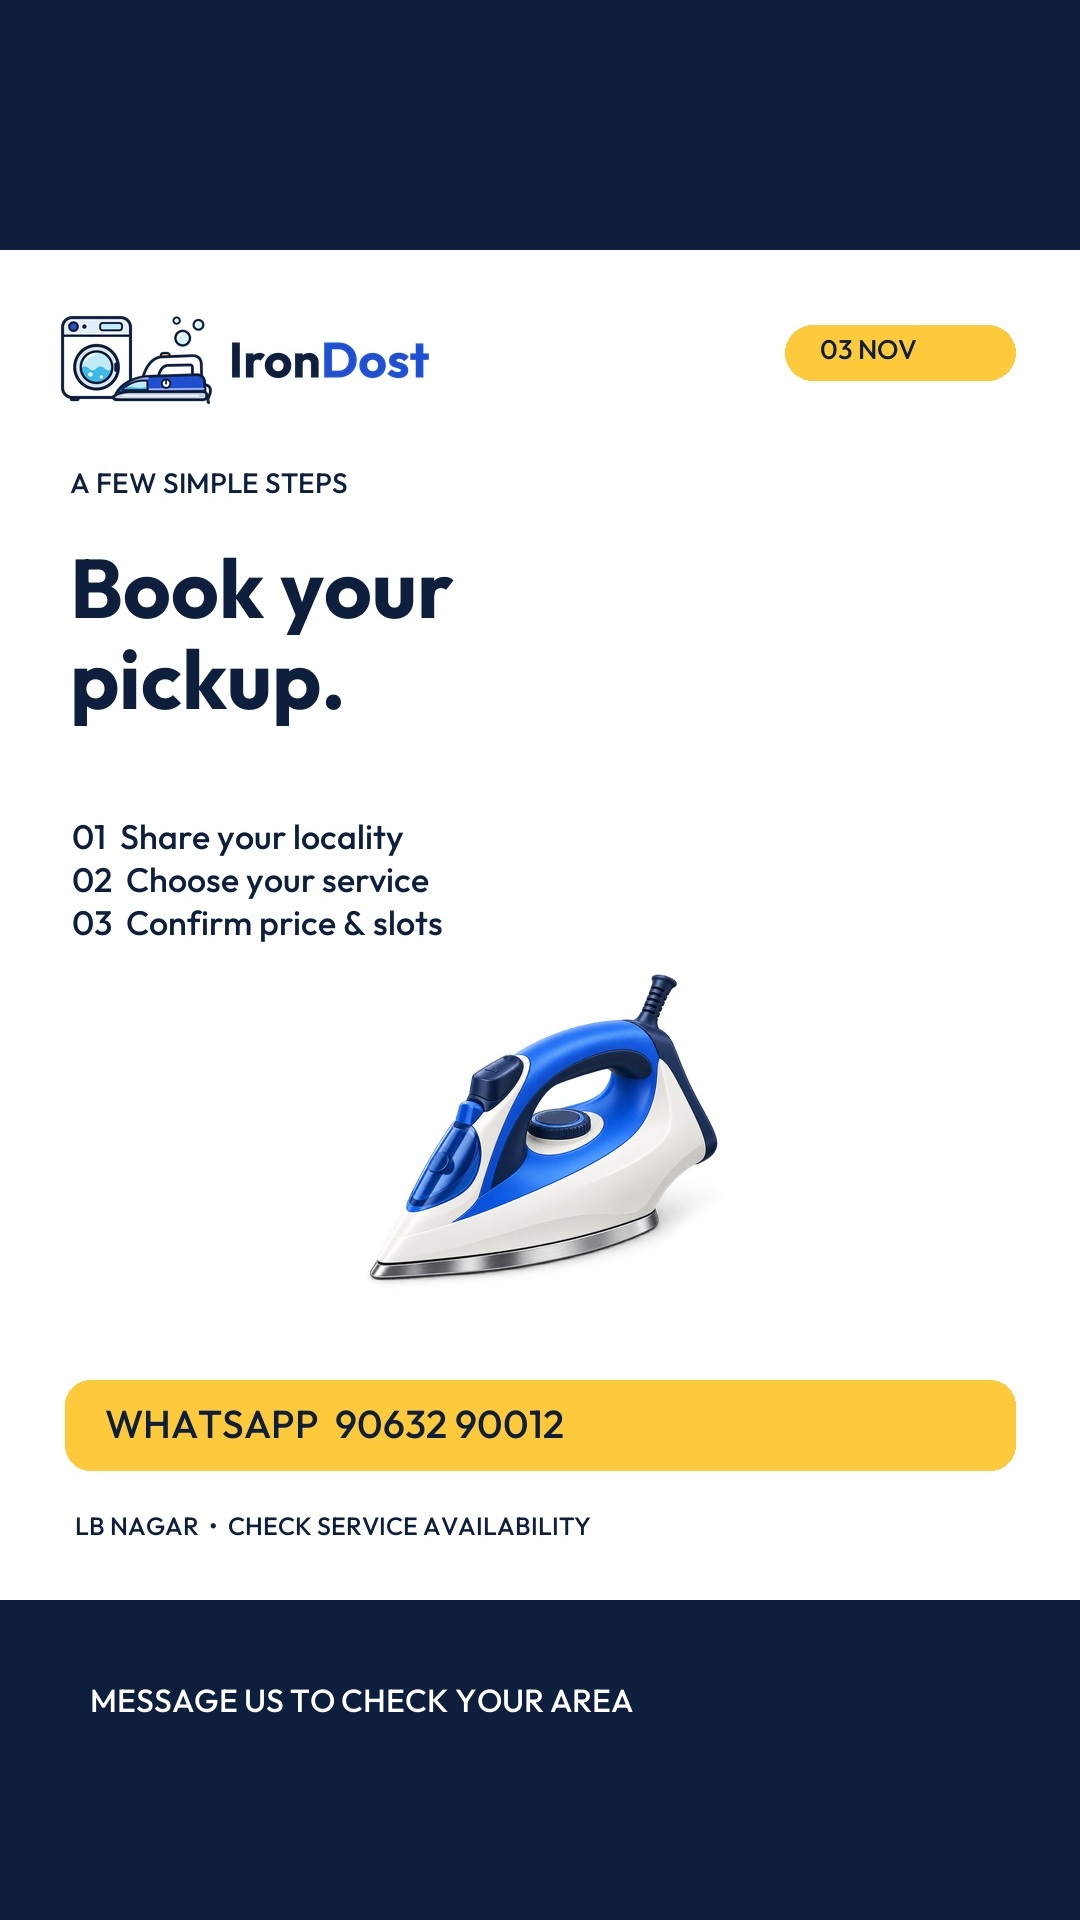 IronDost
03 NOV
A FEW SIMPLE STEPS
Book your
pickup.
01 Share your locality
02 Choose your service
03 Confirm price & slots
WHATSAPP 90632 90012
LB NAGAR • CHECK SERVICE AVAILABILITY
MESSAGE US TO CHECK YOUR AREA